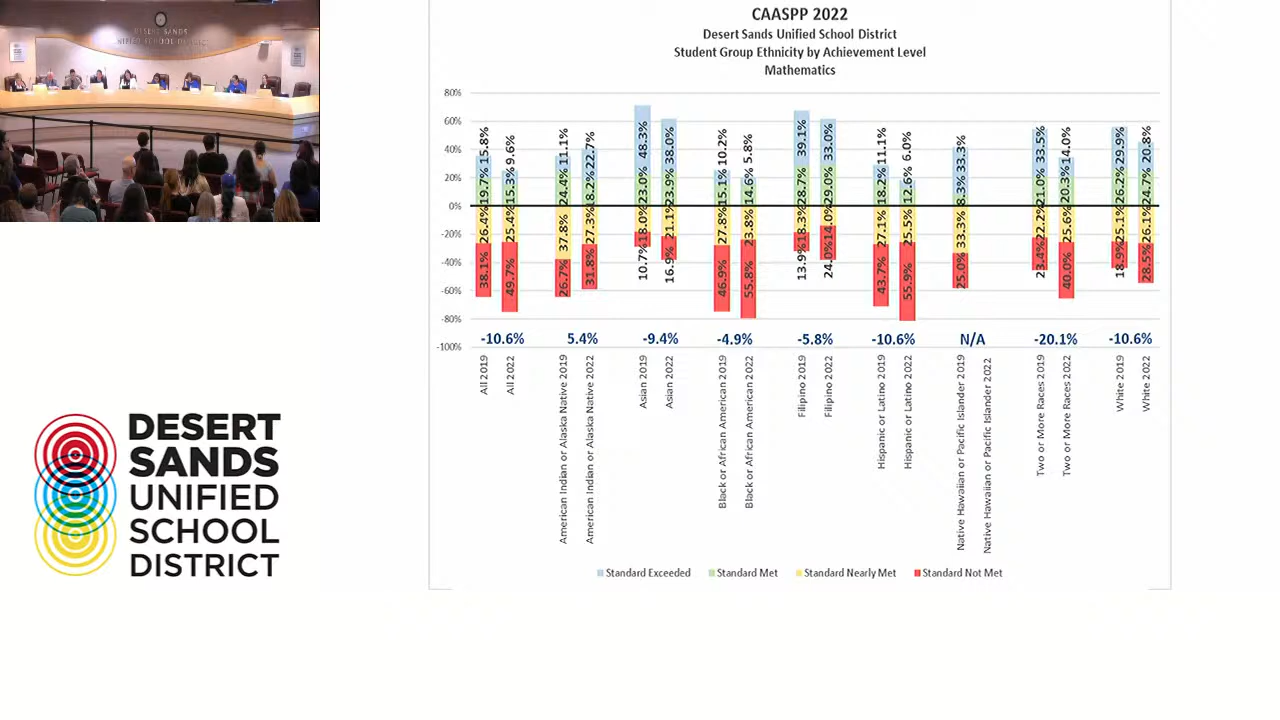 DESERT SANDS
UNIFIED SCHOOL DISTRICT
CAASPP 2022
Desert Sands Unified School District
Student Group Ethnicity by Achievement Level
Mathematics
80%
60%
40%
20%
0%
-20%
-40%
-60%
-80%
-100%
15.8%
19.7%
26.4%
38.1%
9.6%
15.3%
25.4%
49.7%
11.1%
24.4%
37.8%
26.7%
22.7%
18.2%
27.3%
31.8%
48.3%
23.0%
18.0%
10.7%
38.0%
23.9%
21.1%
16.9%
10.2%
15.1%
27.8%
46.9%
5.8%
14.6%
23.8%
55.8%
39.1%
28.7%
18.3%
13.9%
33.0%
29.0%
14.0%
24.0%
11.1%
18.2%
27.1%
43.7%
6.0%
12.6%
25.5%
55.9%
33.3%
8.3%
33.3%
25.0%
33.5%
21.0%
22.2%
23.4%
14.0%
20.3%
25.6%
40.0%
29.9%
26.2%
25.1%
18.9%
20.8%
24.7%
26.1%
28.5%
-10.6%
5.4%
-9.4%
-4.9%
-5.8%
-10.6%
N/A
-20.1%
-10.6%
All 2019
All 2022
American Indian or Alaska Native 2019
American Indian or Alaska Native 2022
Asian 2019
Asian 2022
Black or African American 2019
Black or African American 2022
Filipino 2019
Filipino 2022
Hispanic or Latino 2019
Hispanic or Latino 2022
Native Hawaiian or Pacific Islander 2019
Native Hawaiian or Pacific Islander 2022
Two or More Races 2019
Two or More Races 2022
White 2019
White 2022
Standard Exceeded
Standard Met
Standard Nearly Met
Standard Not Met
DESERT
SANDS
UNIFIED
SCHOOL
DISTRICT